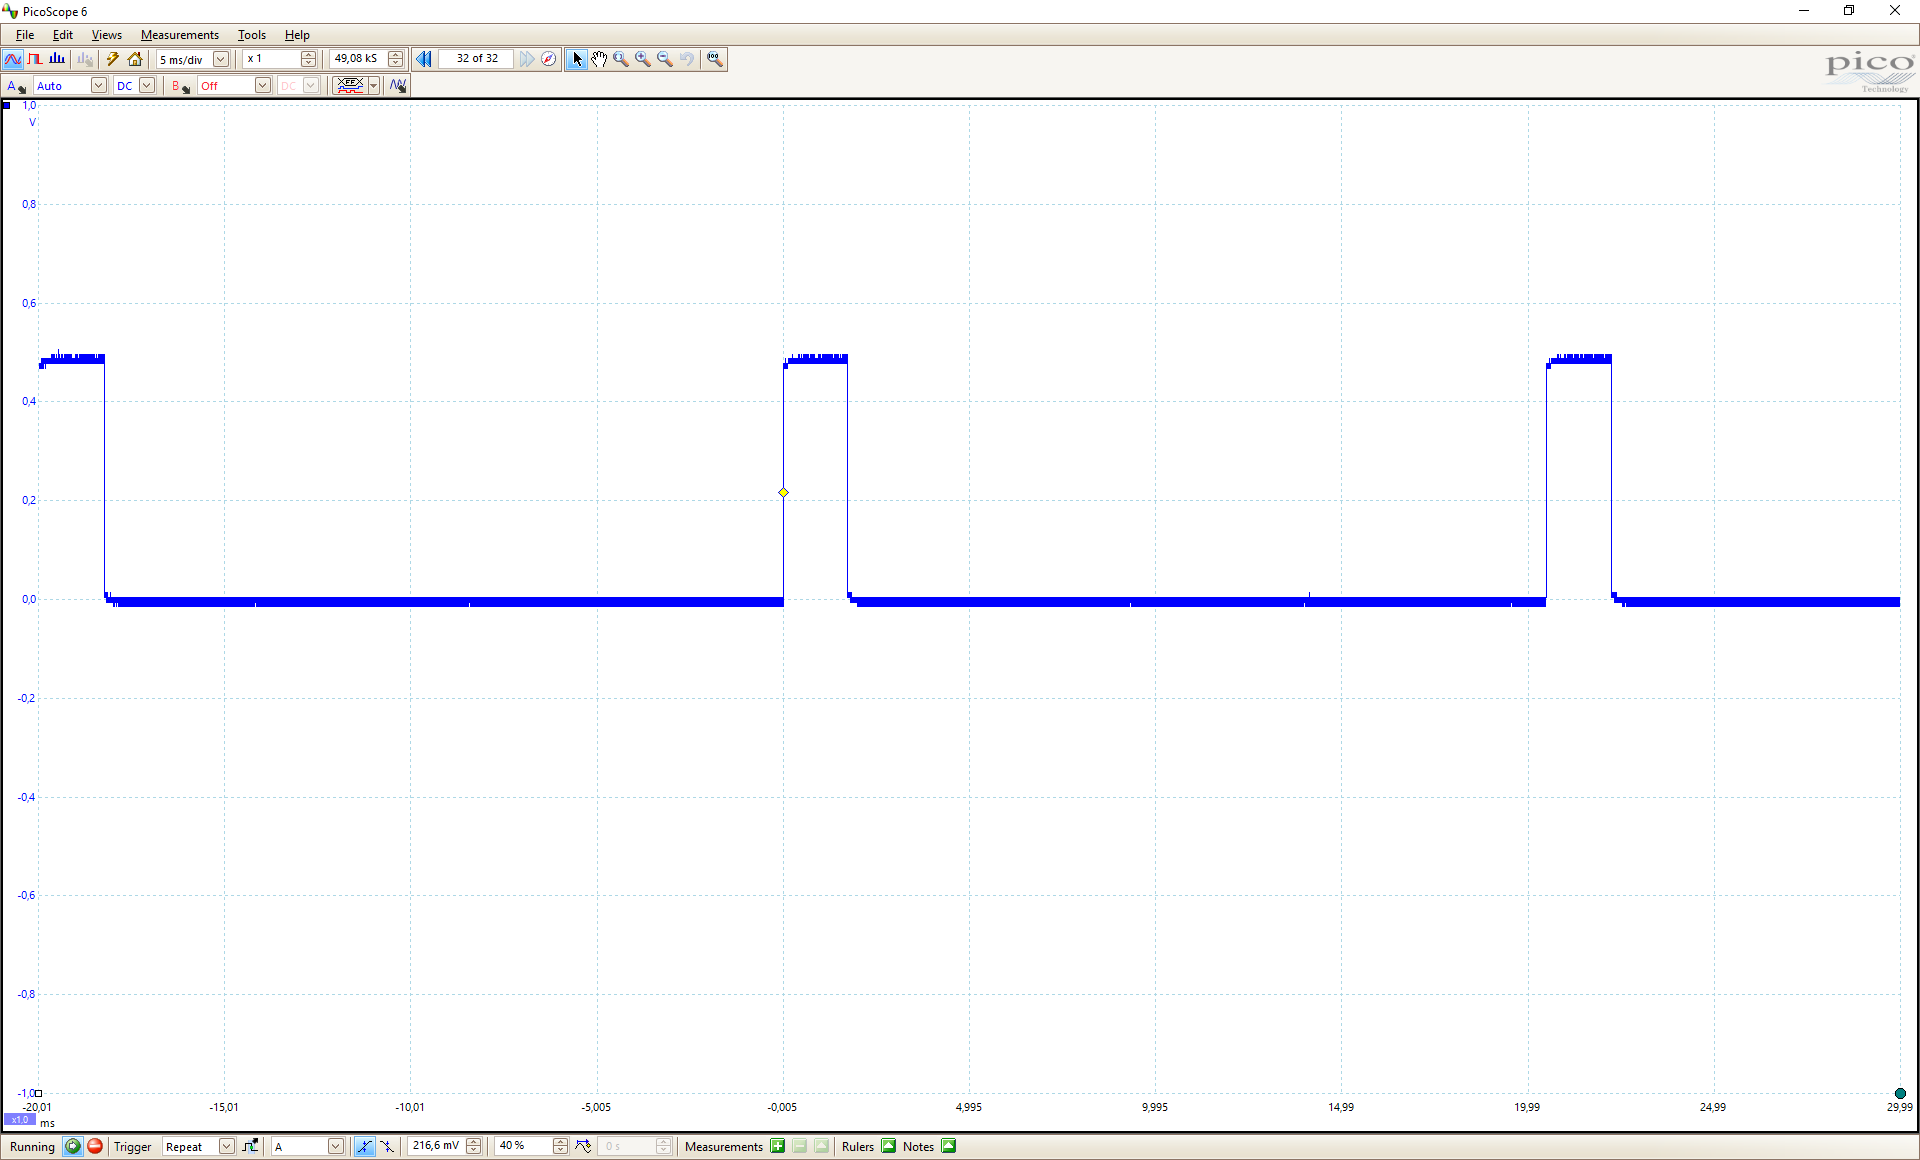 PicoScope 6
File Edit Views Measurements Tools Help
5 ms/div x 1 49,08 kS 32 of 32
A Auto DC B Off DC
pico
Technology
1,0
V
0,8
0,6
0,4
0,2
0,0
-0,2
-0,4
-0,6
-0,8
-1,0
-20,01 -15,01 -10,01 -5,005 -0,005 4,995 9,995 14,99 19,99 24,99 29,99
x1,0 ms
Running Trigger Repeat A 216,6 mV 40 % 0 s Measurements Rulers Notes